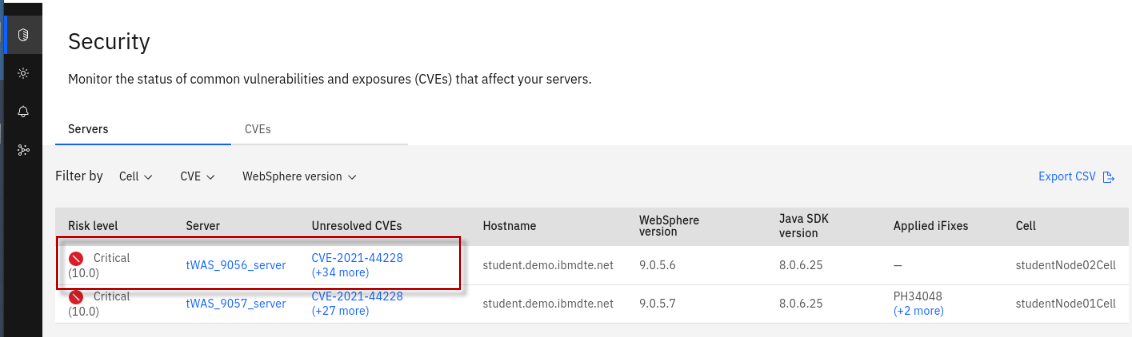 Security
Monitor the status of common vulnerabilities and exposures (CVEs) that affect your servers.
Servers CVEs
Filter by Cell CVE WebSphere version Export CSV
Risk level Server Unresolved CVEs Hostname WebSphere version Java SDK version Applied iFixes Cell
Critical (10.0) tWAS_9056_server CVE-2021-44228 (+34 more) student.demo.ibmdte.net 9.0.5.6 8.0.6.25 — studentNode02Cell
Critical (10.0) tWAS_9057_server CVE-2021-44228 (+27 more) student.demo.ibmdte.net 9.0.5.7 8.0.6.25 PH34048 (+2 more) studentNode01Cell